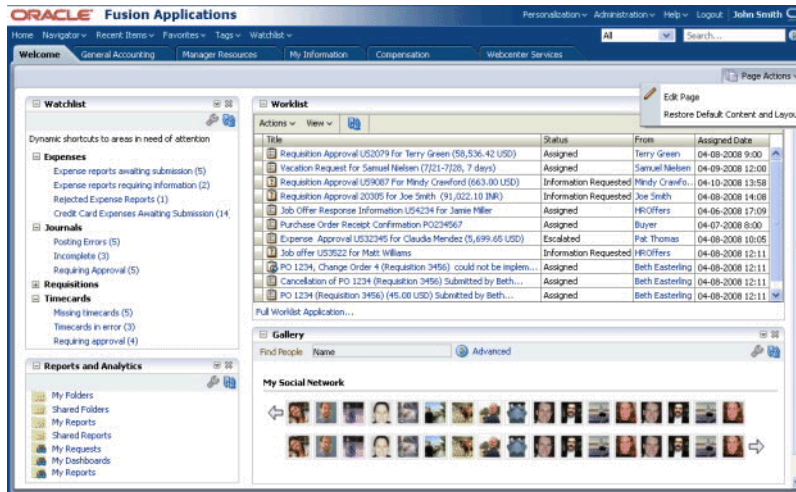 ORACLE Fusion Applications
Personalization Administration Help Logout John Smith
Home Navigator Recent Items Favorites Tags Watchlist All Search...
Welcome General Accounting Manager Resources My Information Compensation Webcenter Services
Page Actions
Edit Page
Restore Default Content and Layou
Watchlist
Dynamic shortcuts to areas in need of attention
Expenses
Expense reports awaiting submission (5)
Expense reports requiring information (2)
Rejected Expense Reports (1)
Credit Card Expenses Awaiting Submission (14
Journals
Posting Errors (5)
Incomplete (3)
Requiring Approval (5)
Requisitions
Timecards
Missing timecards (5)
Timecards in error (3)
Requiring approval (4)
Reports and Analytics
My Folders
Shared Folders
My Reports
Shared Reports
My Requests
My Dashboards
My Reports
Worklist
Actions View
Title Status From Assigned Date
Requisition Approval US2079 for Terry Green (58,536.42 USD) Assigned Terry Green 04-08-2008 9:00
Vacation Request for Samuel Nielsen (7/21-7/28, 7 days) Assigned Samuel Nielsen 04-09-2008 12:00
Requisition Approval US9087 For Mindy Crawford (663.00 USD) Information Requested Mindy Crawfo... 04-10-2008 13:58
Requisition Approval 20305 for Joe Smith (91,022.10 INR) Information Requested Joe Smith 04-08-2008 14:08
Job Offer Response Information US4234 for Jamie Miller Assigned HROffers 04-06-2008 17:09
Purchase Order Receipt Confirmation PO234567 Assigned Buyer 04-07-2008 8:00
Expense Approval US32345 for Claudia Mendez (5,699.65 USD) Escalated Pat Thomas 04-08-2008 10:05
Job offer US3522 for Matt Williams Information Requested HROffers 04-08-2008 12:11
PO 1234, Change Order 4 (Requisition 3456) could not be implem... Assigned Beth Easterling 04-08-2008 12:11
Cancellation of PO 1234 (Requisition 3456) Submitted by Beth... Assigned Beth Easterling 04-08-2008 12:11
PO 1234 (Requisition 3456) (45.00 USD) Submitted by Beth... Assigned Beth Easterling 04-08-2008 12:11
Full Worklist Application...
Gallery
Find People Name Advanced
My Social Network